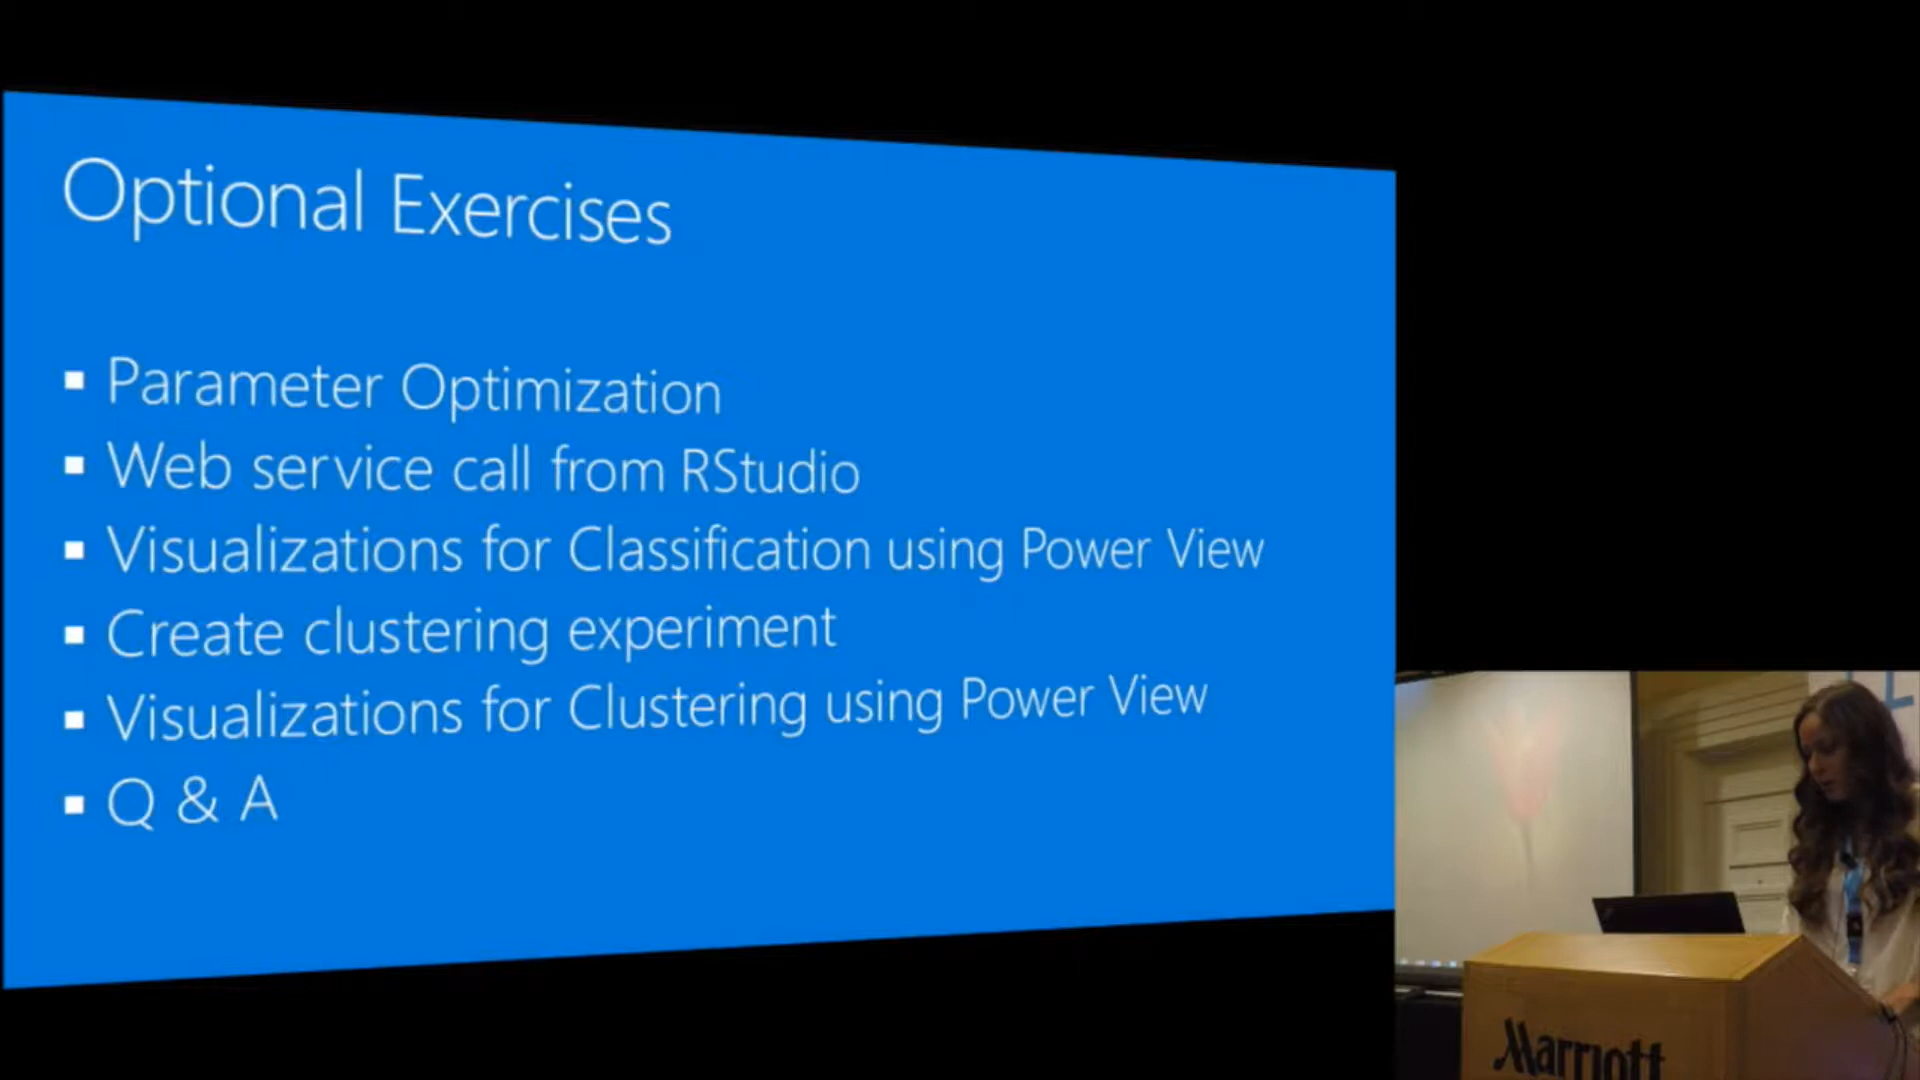 Optional Exercises
Parameter Optimization
Web service call from RStudio
Visualizations for Classification using Power View
Create clustering experiment
Visualizations for Clustering using Power View
Q & A
Marriott